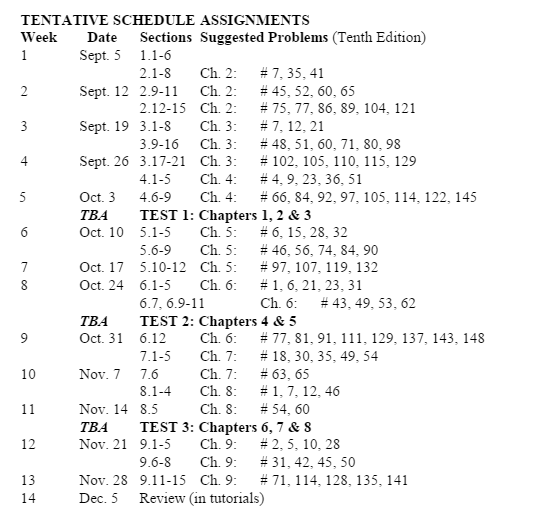 TENTATIVE SCHEDULE ASSIGNMENTS
Week Date Sections Suggested Problems (Tenth Edition)
1 Sept. 5 1.1-6
2.1-8 Ch. 2: # 7, 35, 41
2 Sept. 12 2.9-11 Ch. 2: # 45, 52, 60, 65
2.12-15 Ch. 2: # 75, 77, 86, 89, 104, 121
3 Sept. 19 3.1-8 Ch. 3: # 7, 12, 21
3.9-16 Ch. 3: # 48, 51, 60, 71, 80, 98
4 Sept. 26 3.17-21 Ch. 3: # 102, 105, 110, 115, 129
4.1-5 Ch. 4: # 4, 9, 23, 36, 51
5 Oct. 3 4.6-9 Ch. 4: # 66, 84, 92, 97, 105, 114, 122, 145
TBA TEST 1: Chapters 1, 2 & 3
6 Oct. 10 5.1-5 Ch. 5: # 6, 15, 28, 32
5.6-9 Ch. 5: # 46, 56, 74, 84, 90
7 Oct. 17 5.10-12 Ch. 5: # 97, 107, 119, 132
8 Oct. 24 6.1-5 Ch. 6: # 1, 6, 21, 23, 31
6.7, 6.9-11 Ch. 6: # 43, 49, 53, 62
TBA TEST 2: Chapters 4 & 5
9 Oct. 31 6.12 Ch. 6: # 77, 81, 91, 111, 129, 137, 143, 148
7.1-5 Ch. 7: # 18, 30, 35, 49, 54
10 Nov. 7 7.6 Ch. 7: # 63, 65
8.1-4 Ch. 8: # 1, 7, 12, 46
11 Nov. 14 8.5 Ch. 8: # 54, 60
TBA TEST 3: Chapters 6, 7 & 8
12 Nov. 21 9.1-5 Ch. 9: # 2, 5, 10, 28
9.6-8 Ch. 9: # 31, 42, 45, 50
13 Nov. 28 9.11-15 Ch. 9: # 71, 114, 128, 135, 141
14 Dec. 5 Review (in tutorials)